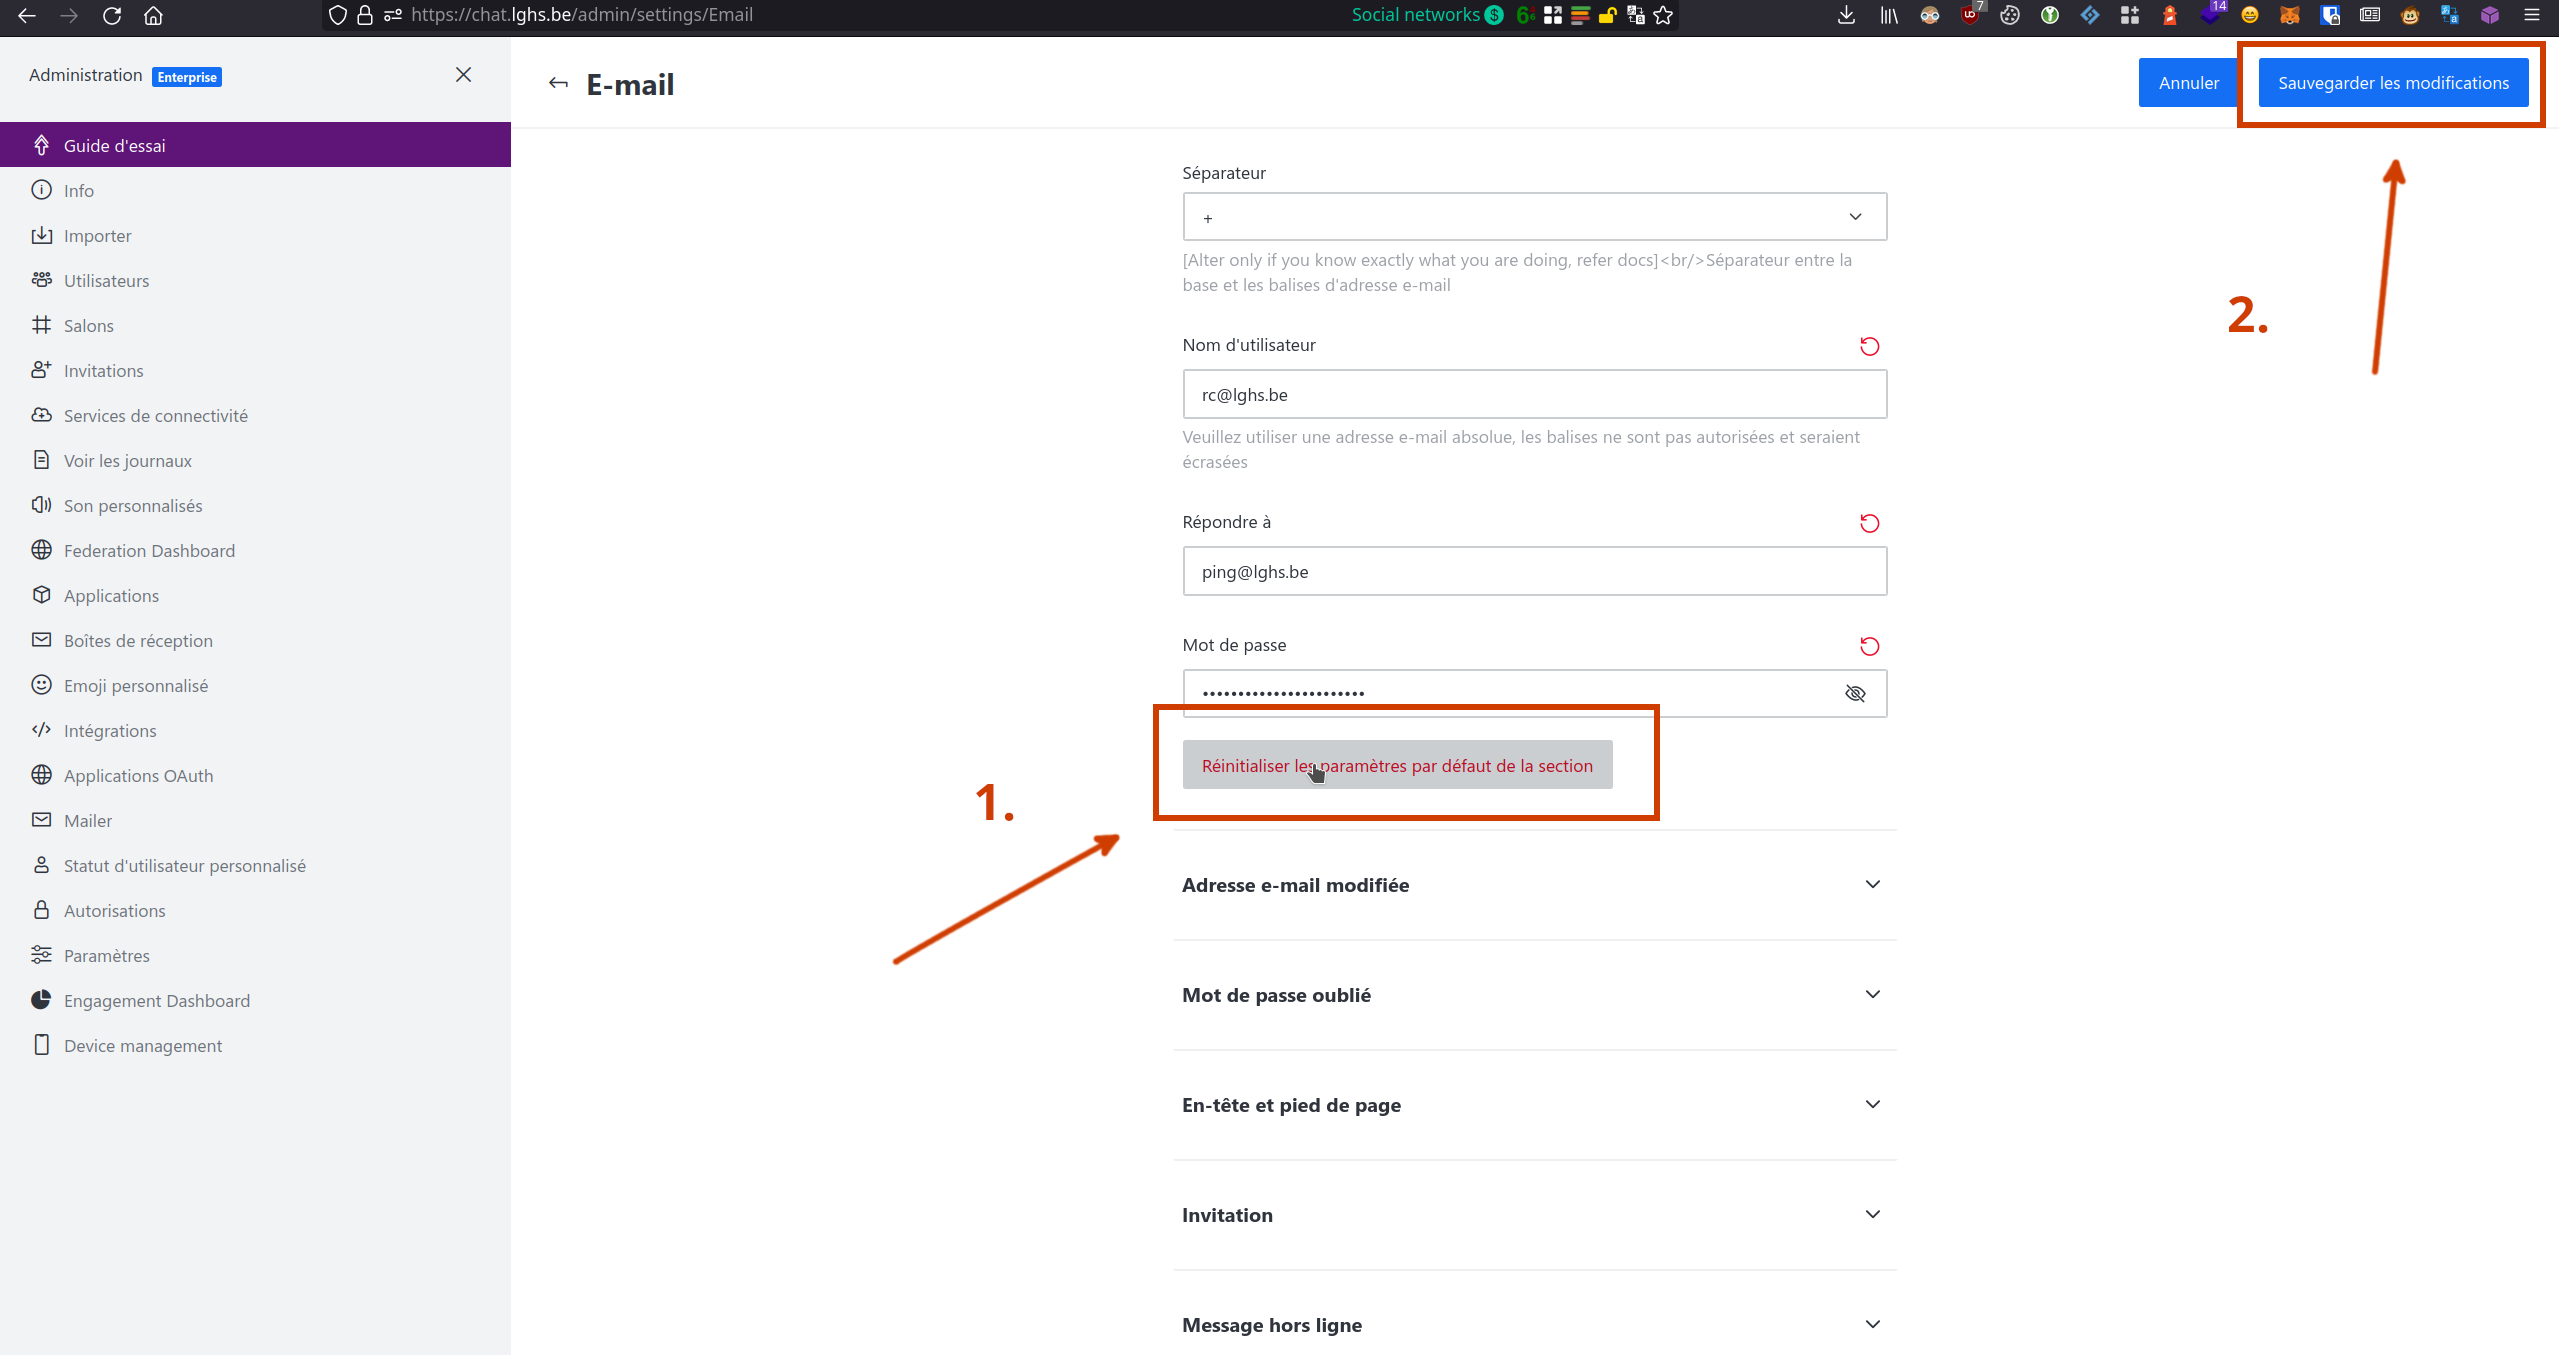 https://chat.lghs.be/admin/settings/Email
Social networks
7
14
Administration Enterprise
E-mail
Annuler
Sauvegarder les modifications
Guide d'essai
Info
Importer
Utilisateurs
Salons
Invitations
Services de connectivité
Voir les journaux
Son personnalisés
Federation Dashboard
Applications
Boîtes de réception
Emoji personnalisé
Intégrations
Applications OAuth
Mailer
Statut d'utilisateur personnalisé
Autorisations
Paramètres
Engagement Dashboard
Device management
Séparateur
+
[Alter only if you know exactly what you are doing, refer docs]<br/>Séparateur entre la
base et les balises d'adresse e-mail
2.
Nom d'utilisateur
rc@lghs.be
Veuillez utiliser une adresse e-mail absolue, les balises ne sont pas autorisées et seraient
écrasées
Répondre à
ping@lghs.be
Mot de passe
•••••••••••••••••••••••
Réinitialiser les paramètres par défaut de la section
1.
Adresse e-mail modifiée
Mot de passe oublié
En-tête et pied de page
Invitation
Message hors ligne